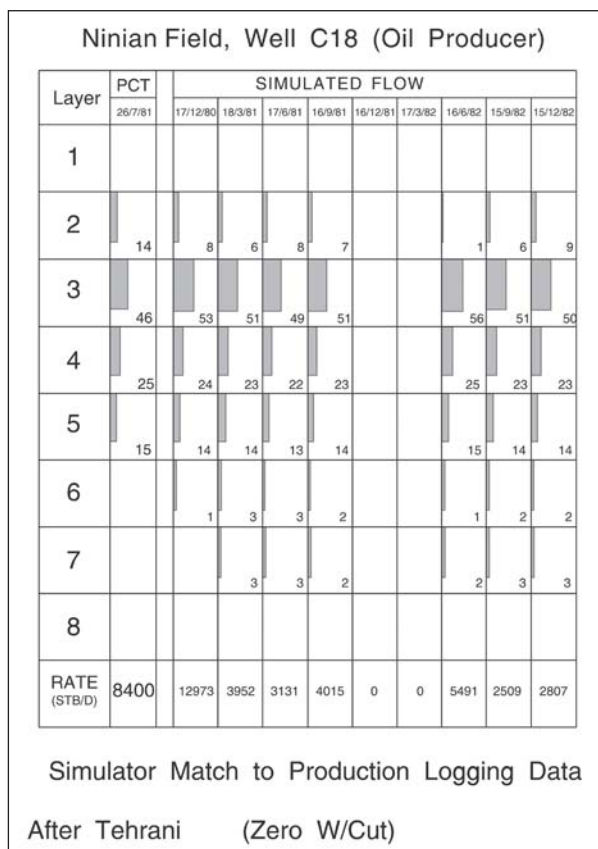 Ninian Field, Well C18 (Oil Producer)
Layer PCT SIMULATED FLOW
26/7/81 17/12/80 18/3/81 17/6/81 16/9/81 16/12/81 17/3/82 16/6/82 15/9/82 15/12/82
1
2 14 8 6 8 7 1 6 9
3 46 53 51 49 51 56 51 50
4 25 24 23 22 23 25 23 23
5 15 14 14 13 14 15 14 14
6 1 3 3 2 1 2 2
7 3 3 2 2 3 3
8
RATE (STB/D) 8400 12973 3952 3131 4015 0 0 5491 2509 2807
Simulator Match to Production Logging Data
After Tehrani (Zero W/Cut)